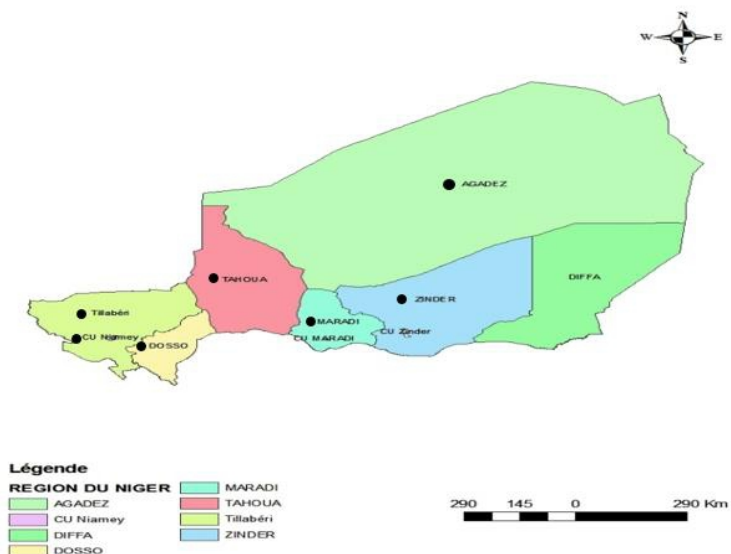 N
W E
S
AGADEZ
TAHOUA
DIFFA
ZINDER
Tillabéri
MARADI
CU Zinder
CU Niamey
CU MARADI
DOSSO
Légende
REGION DU NIGER
AGADEZ
CU Niamey
DIFFA
DOSSO
MARADI
TAHOUA
Tillabéri
ZINDER
290 145 0 290 Km